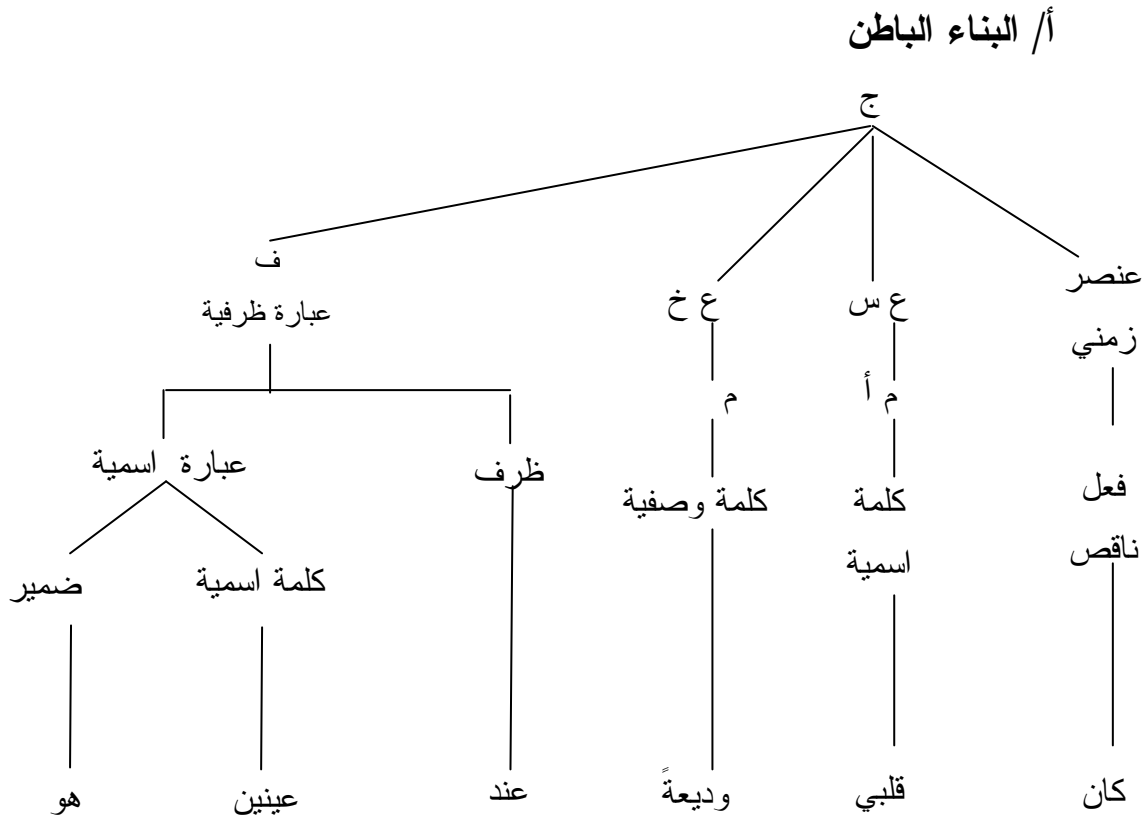 أ/ البناء الباطن
ج
عنصر زمني
ع س
ع خ
ف
عبارة ظرفية
م أ
م
فعل ناقص
كلمة اسمية
كلمة وصفية
ظرف
عبارة اسمية
كلمة اسمية
ضمير
كان
قلبي
وديعةً
عند
عينين
هو